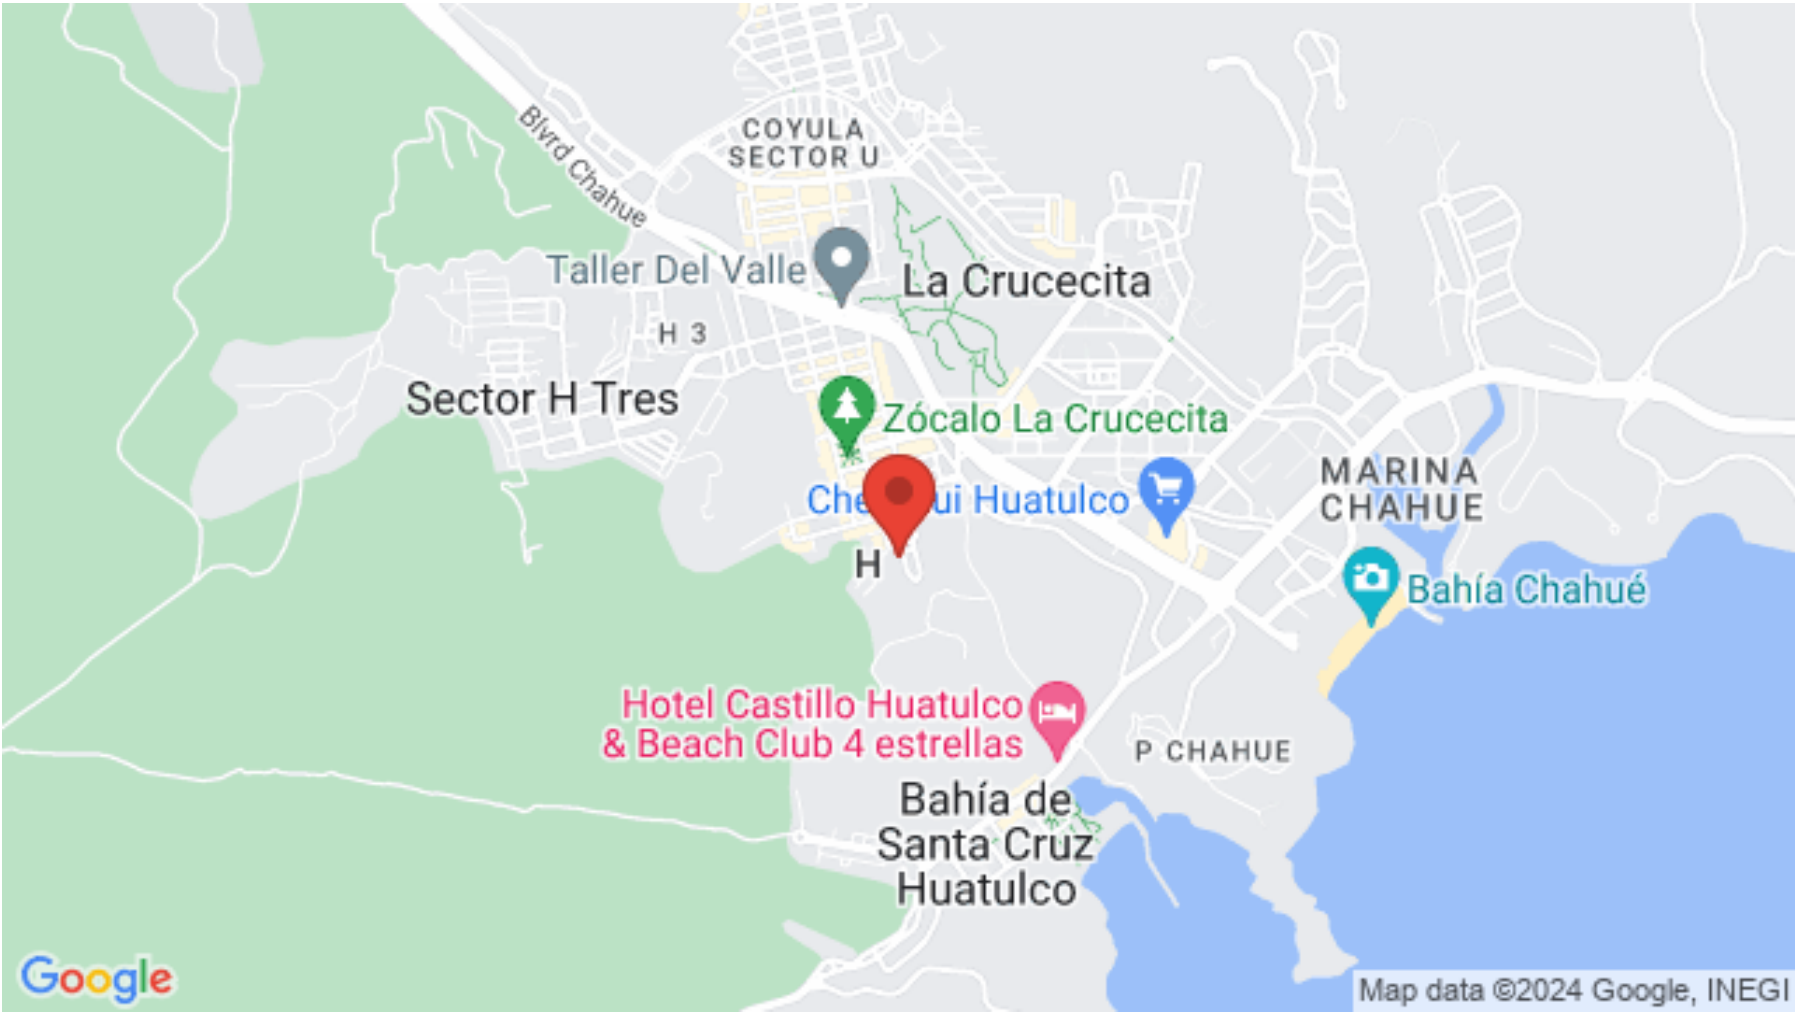 COYULA
SECTOR U
Blvrd Chahue
Taller Del Valle
La Crucecita
H 3
Sector H Tres
Zócalo La Crucecita
Che ui Huatulco
MARINA
CHAHUE
H
Bahía Chahué
Hotel Castillo Huatulco
& Beach Club 4 estrellas
P CHAHUE
Bahía de
Santa Cruz
Huatulco
Google
Map data ©2024 Google, INEGI